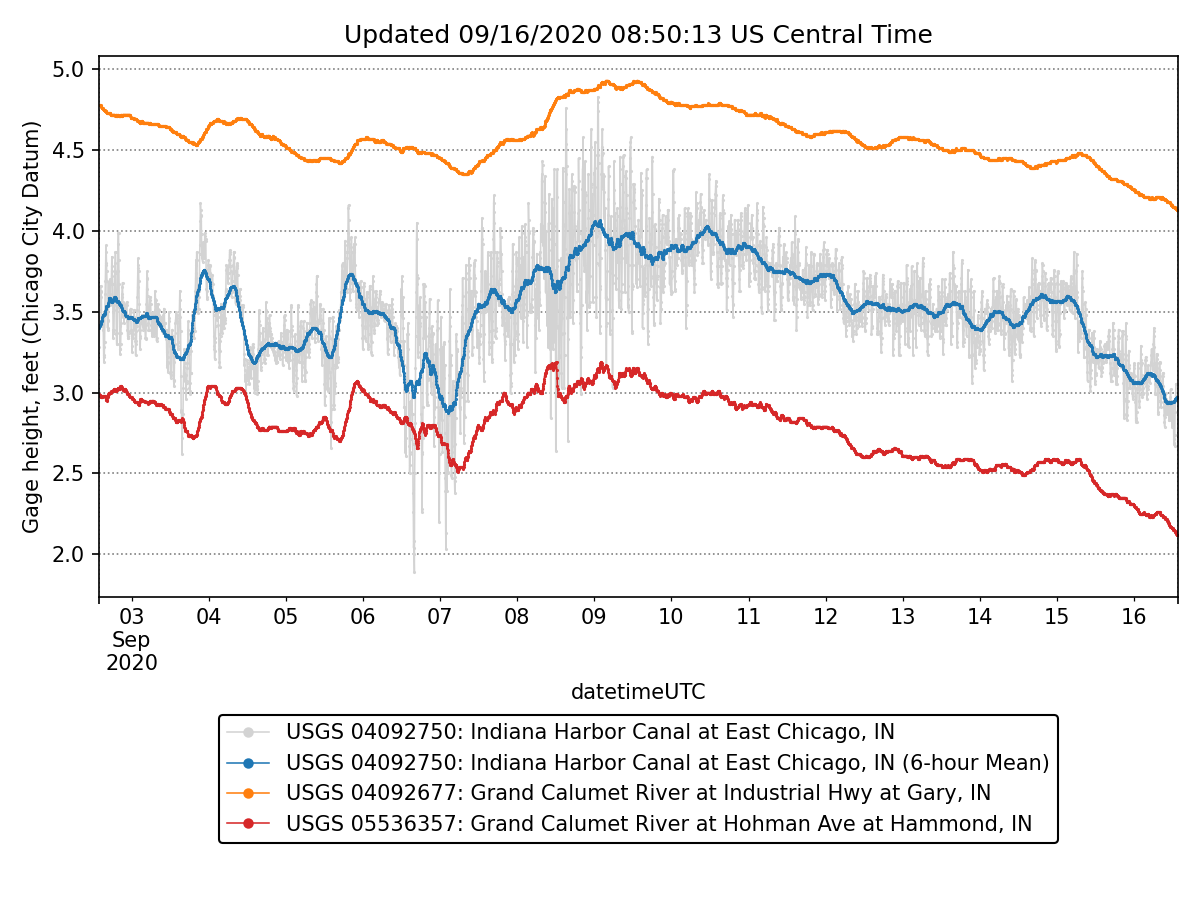 Updated 09/16/2020 08:50:13 US Central Time
Gage height, feet (Chicago City Datum)
5.0
4.5
4.0
3.5
3.0
2.5
2.0
03 04 05 06 07 08 09 10 11 12 13 14 15 16
Sep
2020
datetimeUTC
USGS 04092750: Indiana Harbor Canal at East Chicago, IN
USGS 04092750: Indiana Harbor Canal at East Chicago, IN (6-hour Mean)
USGS 04092677: Grand Calumet River at Industrial Hwy at Gary, IN
USGS 05536357: Grand Calumet River at Hohman Ave at Hammond, IN